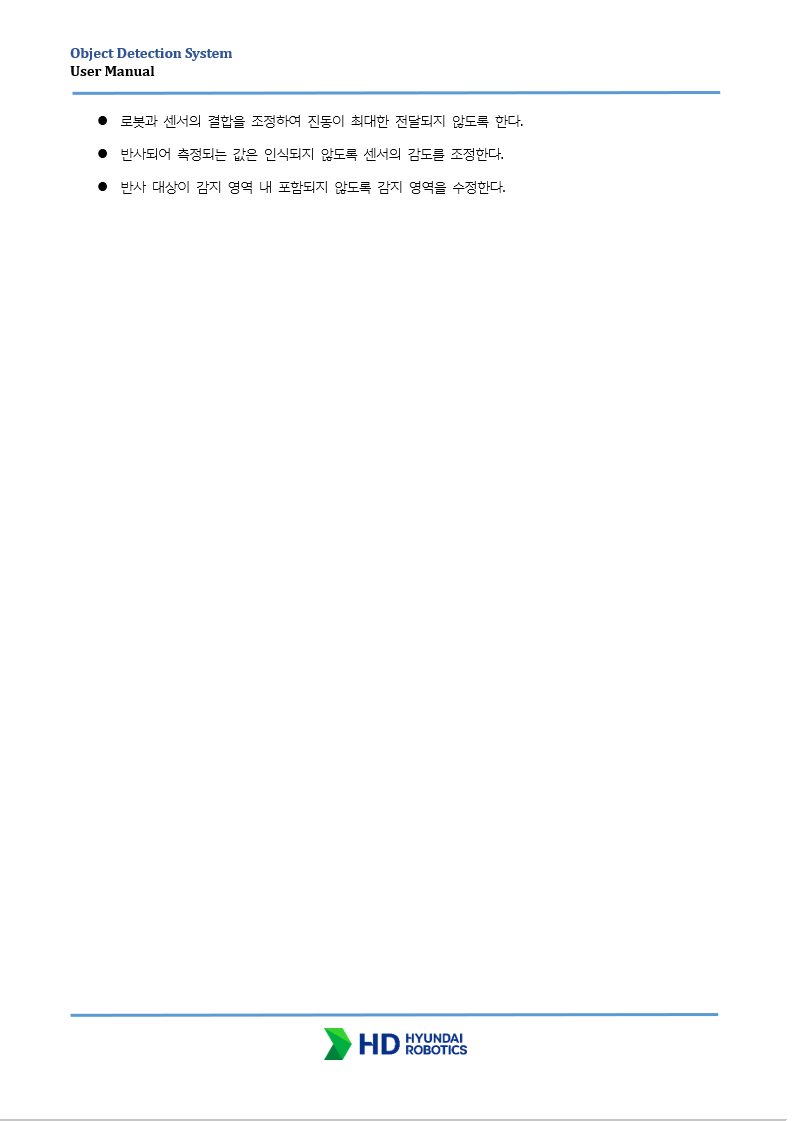 Object Detection System
User Manual
● 로봇과 센서의 결합을 조정하여 진동이 최대한 전달되지 않도록 한다.
● 반사되어 측정되는 값은 인식되지 않도록 센서의 감도를 조정한다.
● 반사 대상이 감지 영역 내 포함되지 않도록 감지 영역을 수정한다.
HD HYUNDAI
ROBOTICS